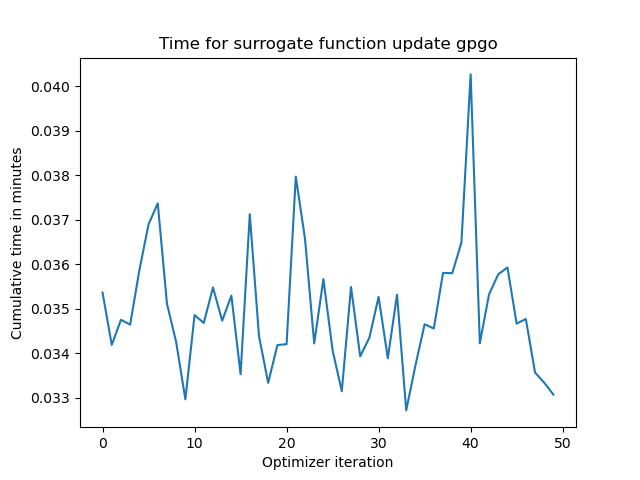 Time for surrogate function update gpgo
Cumulative time in minutes
0.040
0.039
0.038
0.037
0.036
0.035
0.034
0.033
0 10 20 30 40 50
Optimizer iteration